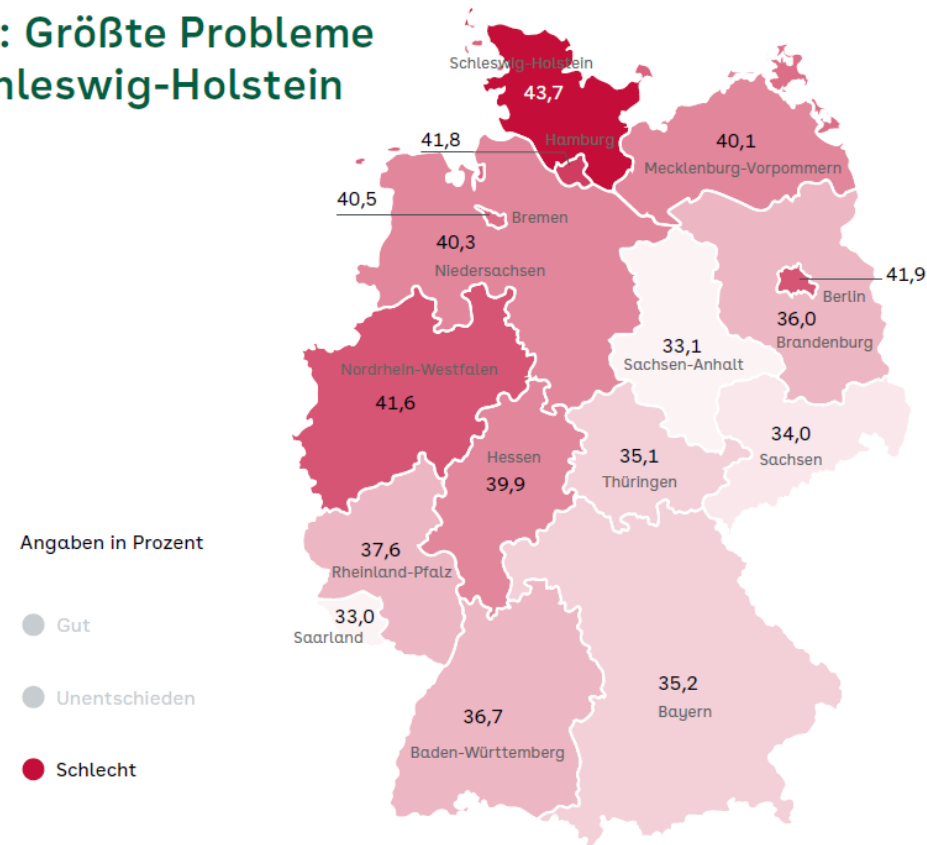 : Größte Probleme
hleswig-Holstein
Schleswig-Holstein
43,7
41,8
Hamburg
40,1
Mecklenburg-Vorpommern
40,5
Bremen
40,3
Niedersachsen
41,9
Berlin
36,0
Brandenburg
33,1
Sachsen-Anhalt
Nordrhein-Westfalen
41,6
34,0
Sachsen
Hessen
39,9
35,1
Thüringen
Angaben in Prozent
37,6
Rheinland-Pfalz
33,0
Saarland
Gut
Unentschieden
Schlecht
35,2
Bayern
36,7
Baden-Württemberg